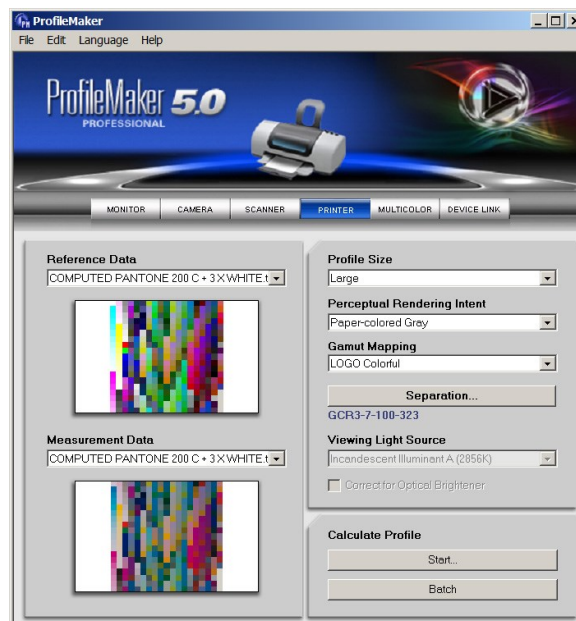 ProfileMaker
File Edit Language Help
ProfileMaker 5.0
PROFESSIONAL
MONITOR CAMERA SCANNER PRINTER MULTICOLOR DEVICE LINK
Reference Data
COMPUTED PANTONE 200 C + 3 X WHITE.t
Measurement Data
COMPUTED PANTONE 200 C + 3 X WHITE.t
Profile Size
Large
Perceptual Rendering Intent
Paper-colored Gray
Gamut Mapping
LOGO Colorful
Separation...
GCR3-7-100-323
Viewing Light Source
Incandescent Illuminant A (2856K)
Correct for Optical Brightener
Calculate Profile
Start...
Batch